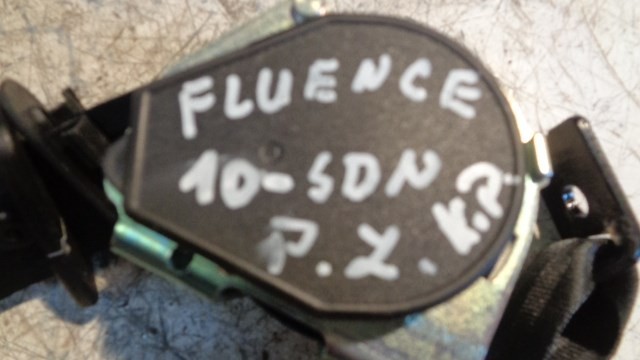 FLUENCE
10-SDN
P.Z. K.P.